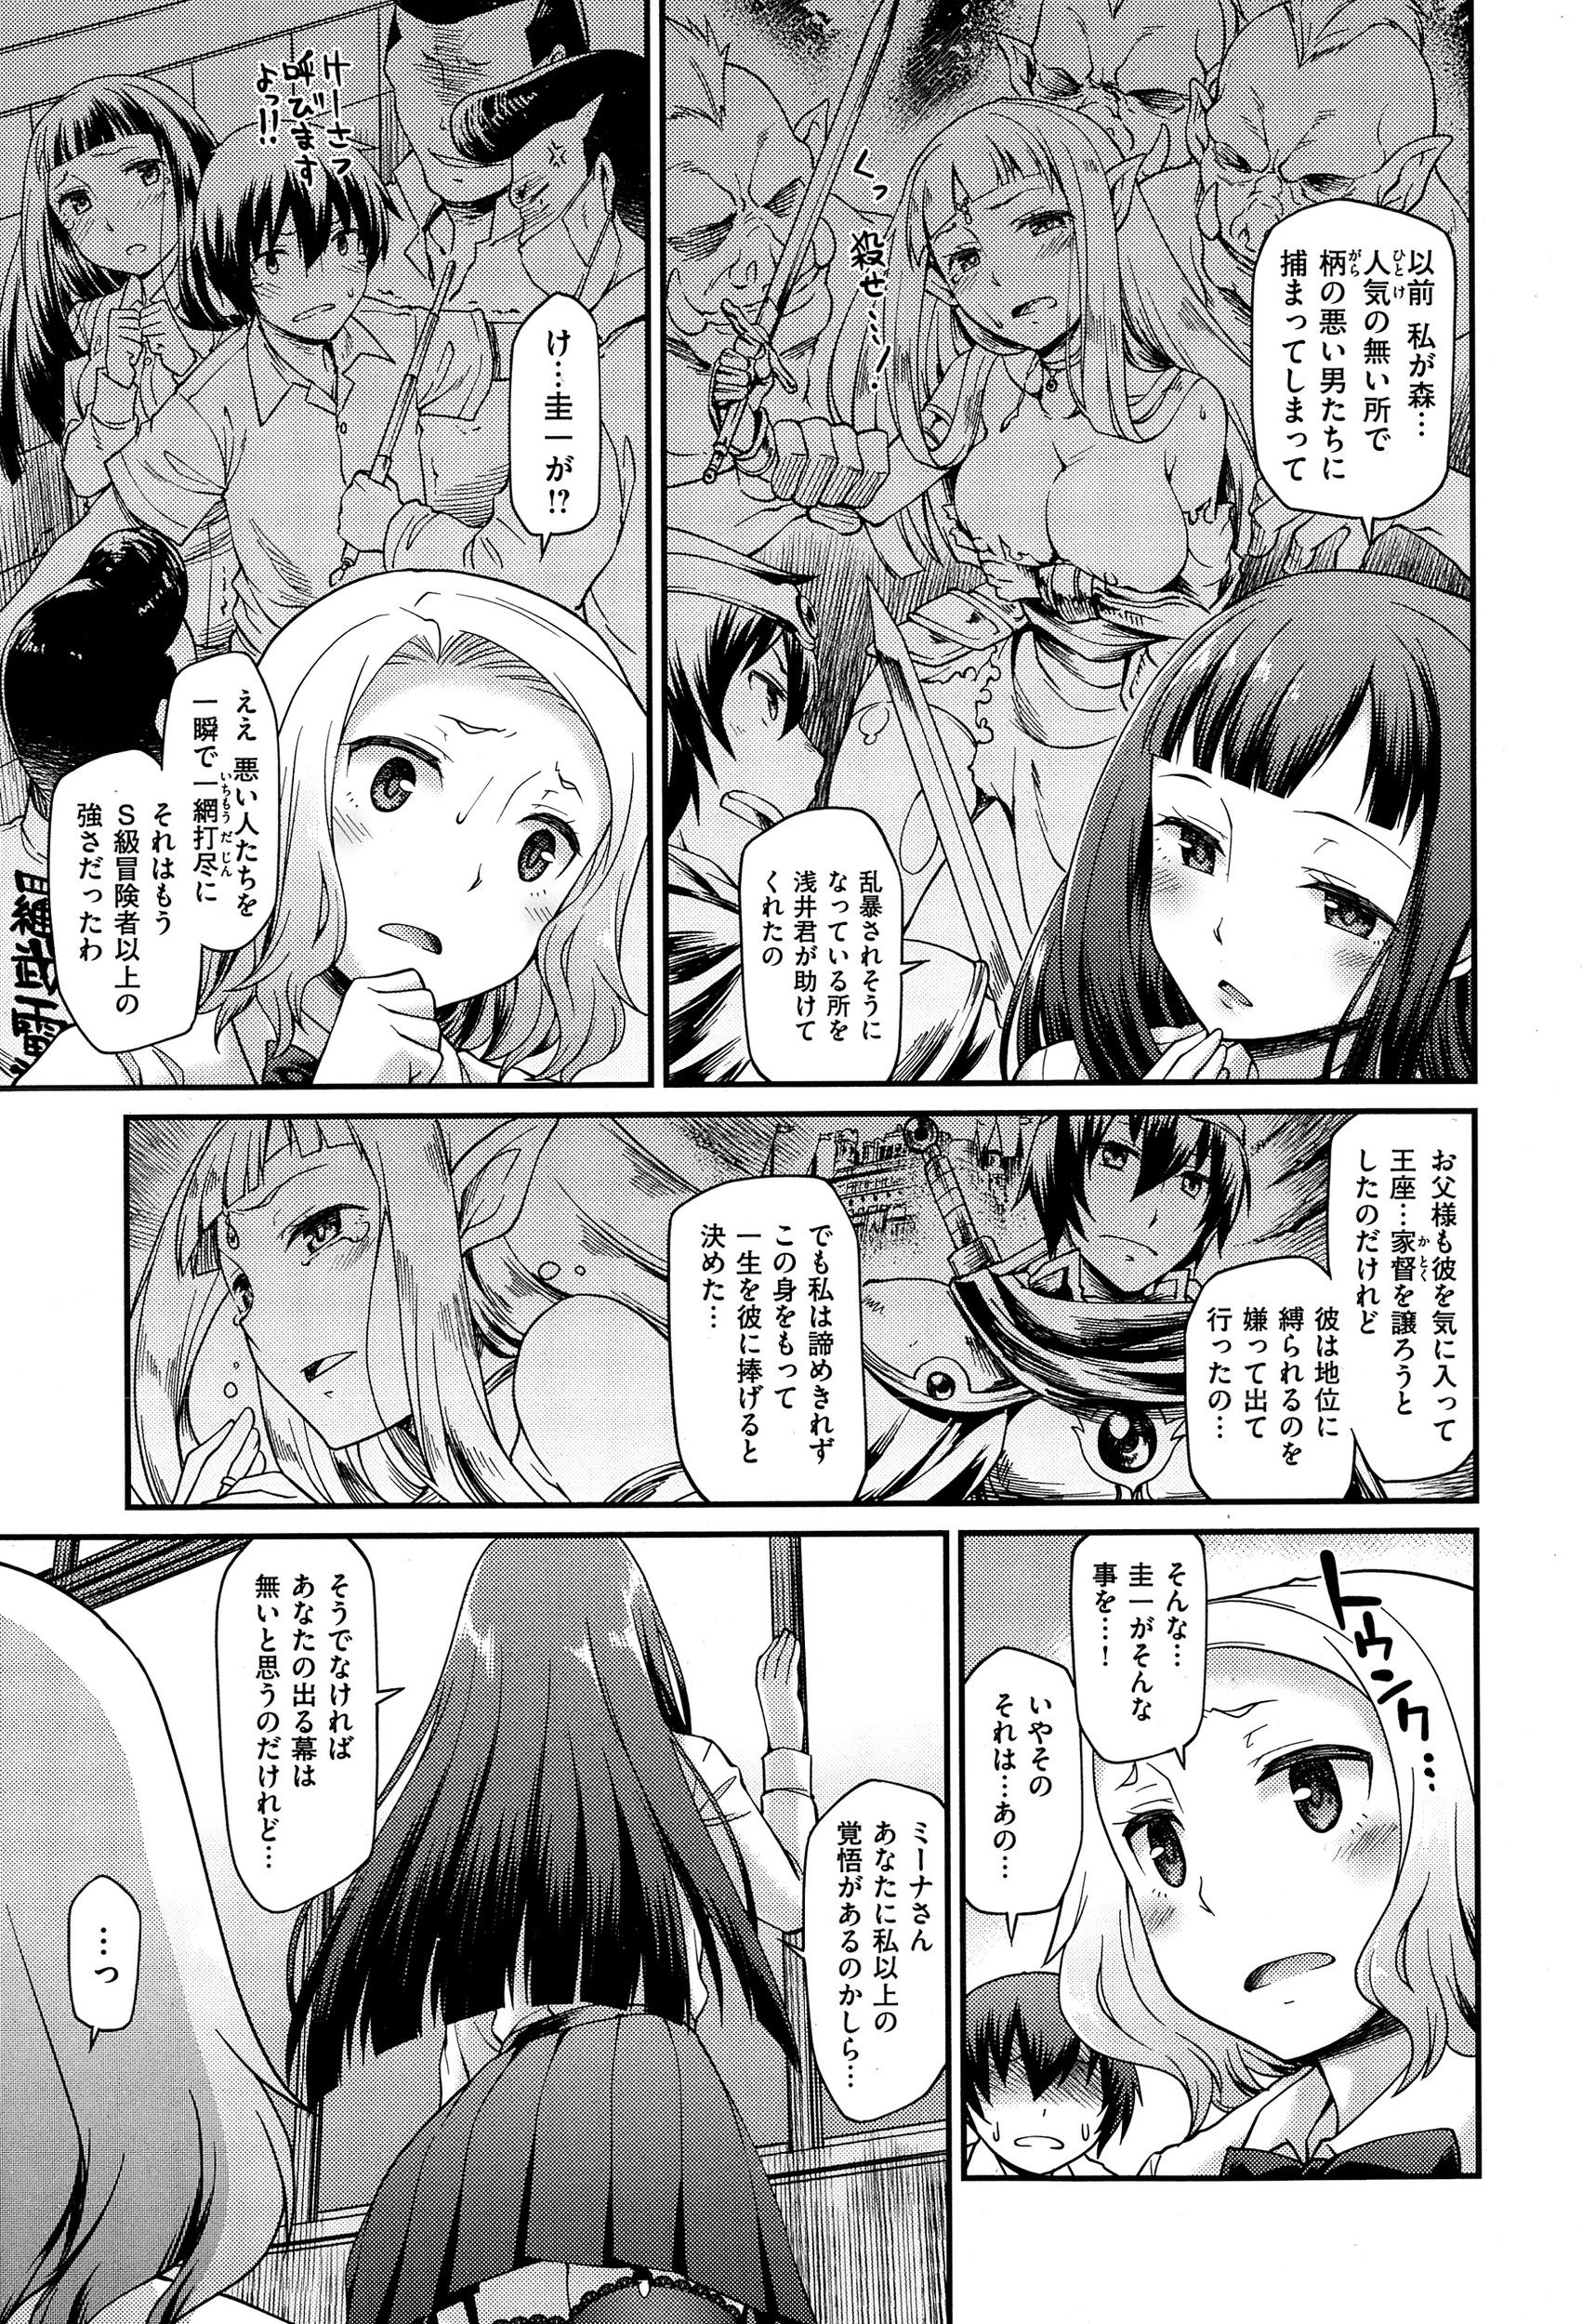 以前 私が森…
人気の無い所で
柄の悪い男たちに
捕まってしまって
くっ
殺せ…！
乱暴されそうに
なっている所を
浅井君が助けて
くれたの
け…圭一が!?
けーさつ
呼びます
よっ!!
ええ 悪い人たちを
一瞬で一網打尽に
それはもう
S級冒険者以上の
強さだったわ
お父様も彼を気に入って
王座…家督を譲ろうと
したのだけれど
彼は地位に
縛られるのを
嫌って出て
行ったの…
でも私は諦めきれず
この身をもって
一生を彼に捧げると
決めた…
トゥンク…
そんな…
圭一がそんな
事を…！
いやその
それは…あの…
ミーナさん
あなたに私以上の
覚悟があるのかしら…
そうでなければ
あなたの出る幕は
無いと思うのだけれど…
…っ